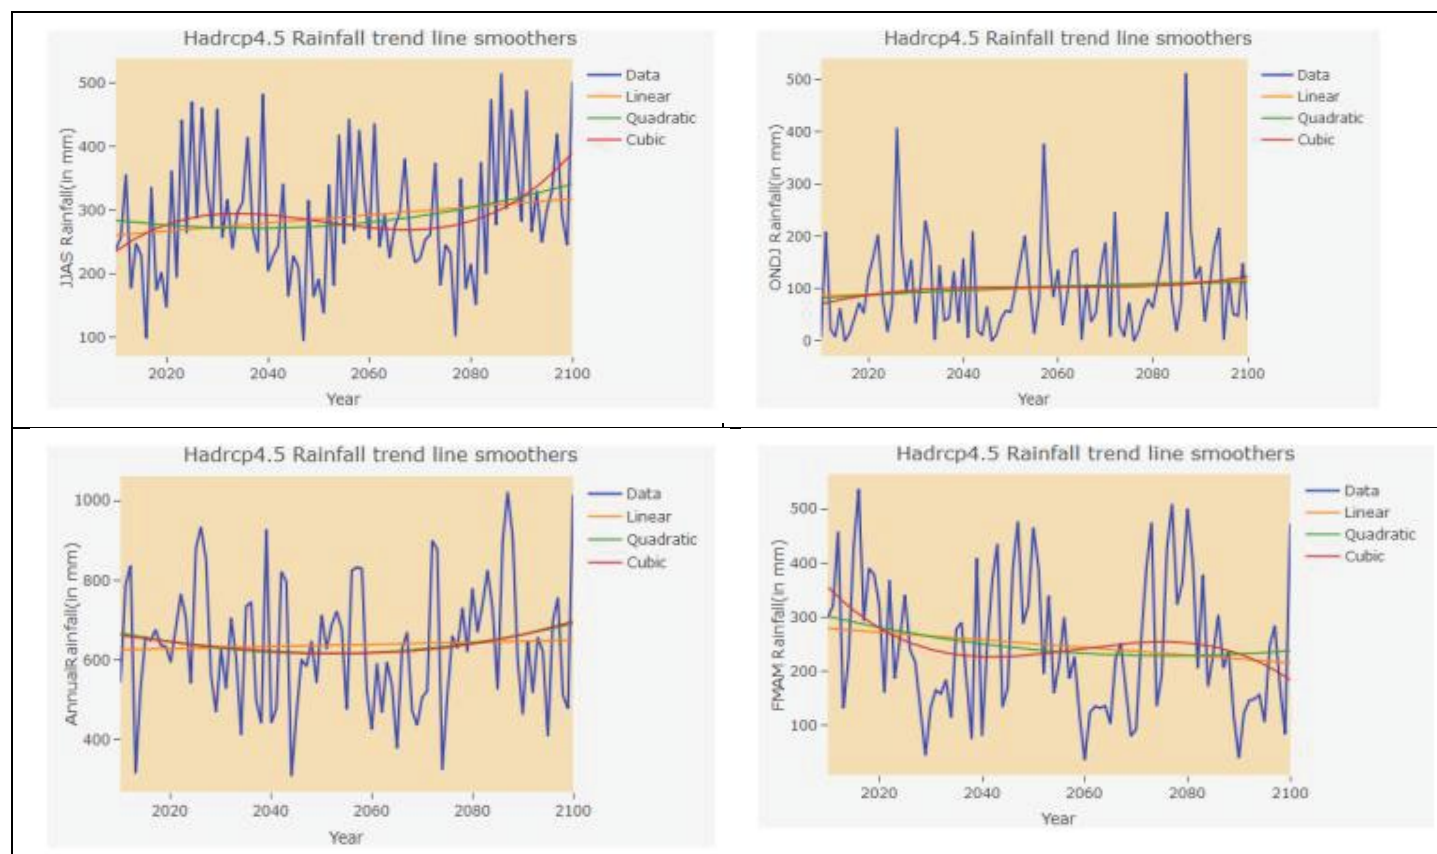 Hadrcp4.5 Rainfall trend line smoothers
500
400
300
200
100
JJAS Rainfall(in mm)
2020 2040 2060 2080 2100
Year
Data
Linear
Quadratic
Cubic
Hadrcp4.5 Rainfall trend line smoothers
500
400
300
200
100
0
ONDJ Rainfall(in mm)
2020 2040 2060 2080 2100
Year
Data
Linear
Quadratic
Cubic
Hadrcp4.5 Rainfall trend line smoothers
1000
800
600
400
AnnualRainfall(in mm)
2020 2040 2060 2080 2100
Year
Data
Linear
Quadratic
Cubic
Hadrcp4.5 Rainfall trend line smoothers
500
400
300
200
100
FMAM Rainfall(in mm)
2020 2040 2060 2080 2100
Year
Data
Linear
Quadratic
Cubic